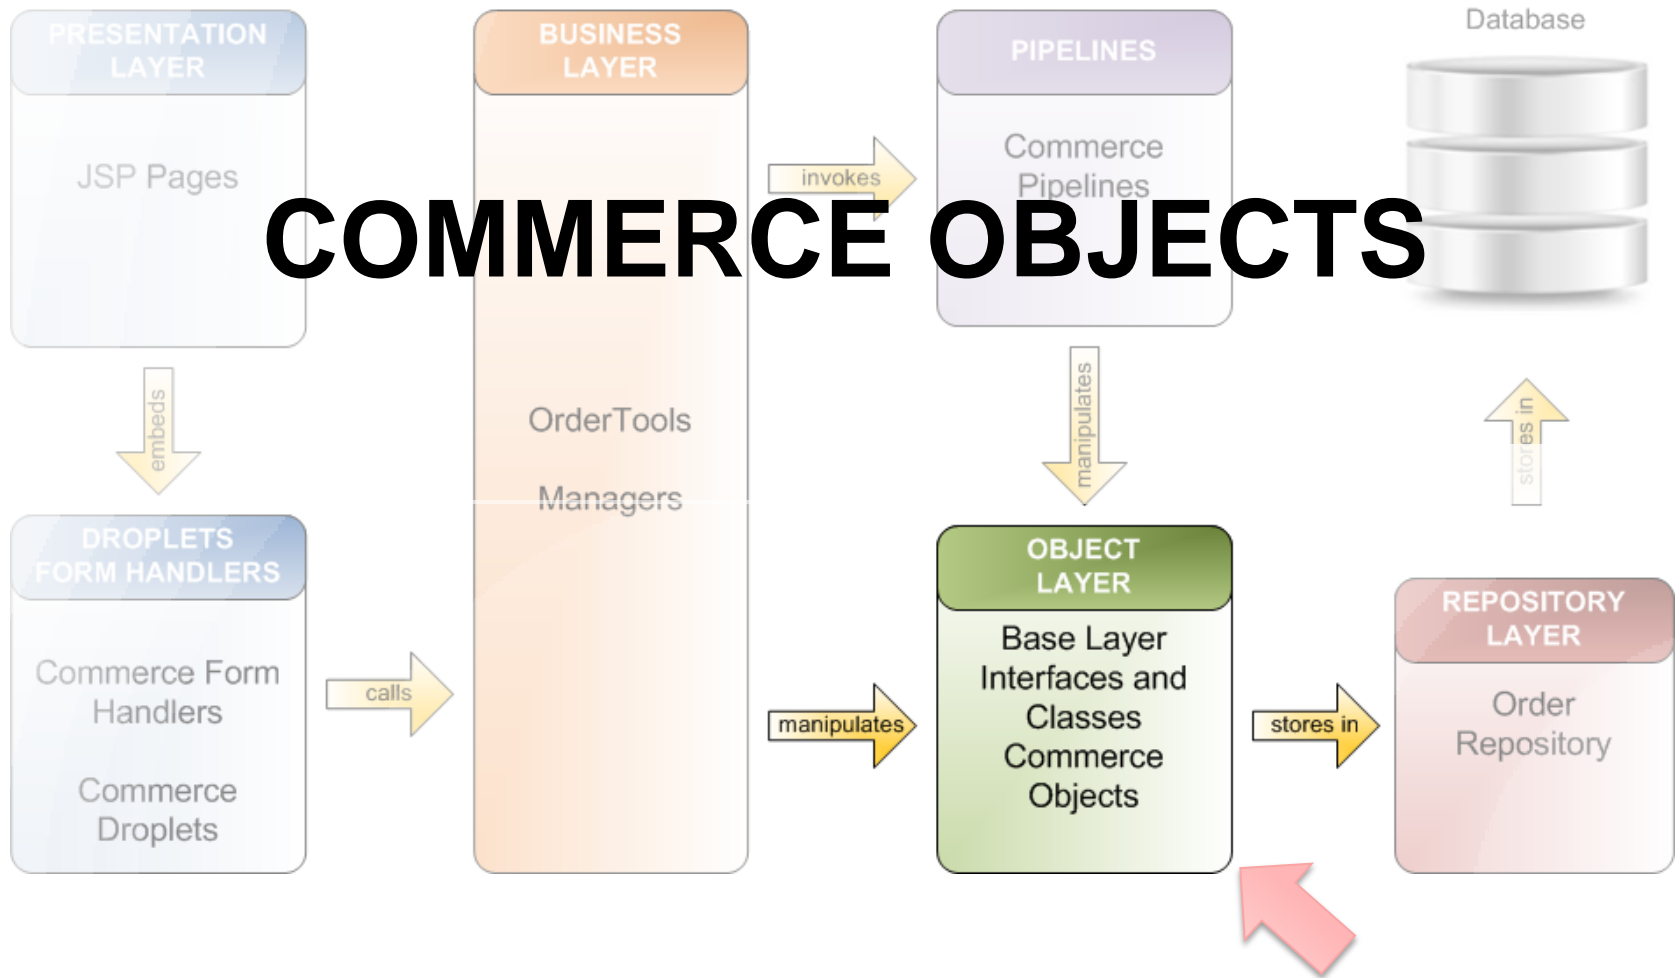 PRESENTATION
LAYER
JSP Pages
embeds
DROPLETS
FORM HANDLERS
Commerce Form
Handlers
Commerce
Droplets
calls
BUSINESS
LAYER
OrderTools
Managers
invokes
manipulates
PIPELINES
Commerce
Pipelines
manipulates
COMMERCE OBJECTS
OBJECT
LAYER
Base Layer
Interfaces and
Classes
Commerce
Objects
stores in
REPOSITORY
LAYER
Order
Repository
stores in
Database